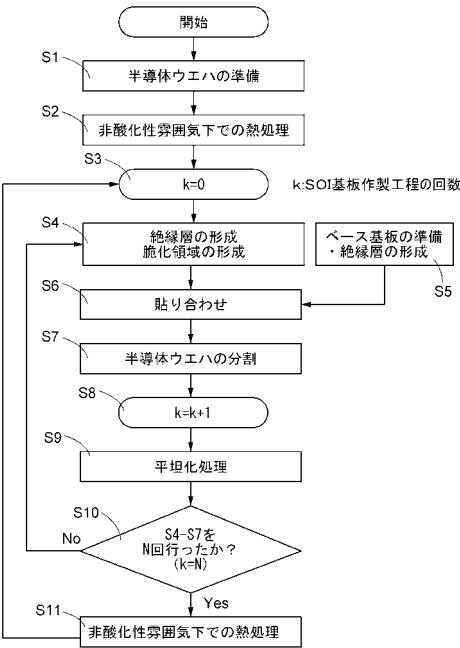 開始
S1
半導体ウエハの準備
S2
非酸化性雰囲気下での熱処理
S3
k=0
k:SOI基板作製工程の回数
S4
絶縁層の形成
脆化領域の形成
ベース基板の準備
・絶縁層の形成
S5
S6
貼り合わせ
S7
半導体ウエハの分割
S8
k=k+1
S9
平坦化処理
S10
S4-S7を
N回行ったか？
(k=N)
No
Yes
S11
非酸化性雰囲気下での熱処理